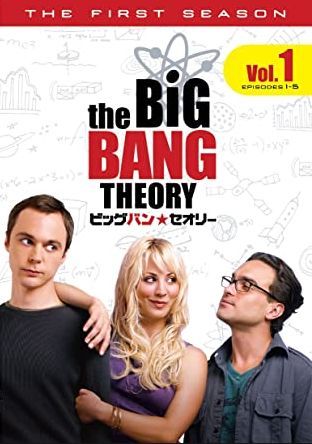 THE FIRST SEASON
Vol.1
EPISODES 1-5
the BiG
BANG
THEORY
ビッグバン★セオリー